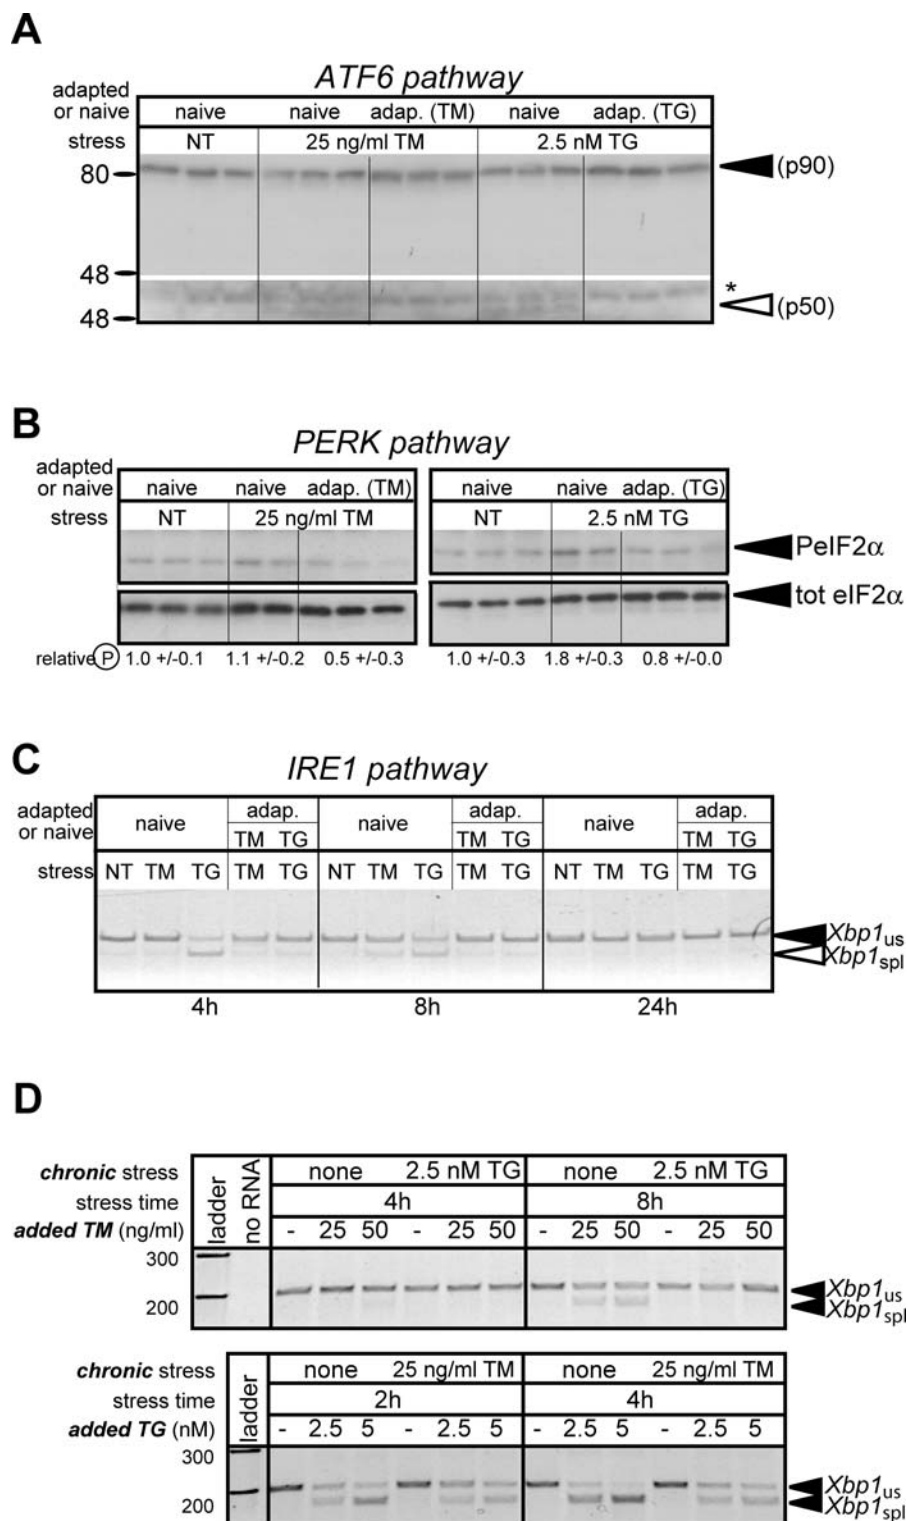 A
ATF6 pathway
adapted or naive
naive naive adap. (TM) naive adap. (TG)
stress NT 25 ng/ml TM 2.5 nM TG
80 (p90)
48
*
48 (p50)
B
PERK pathway
adapted or naive
naive naive adap. (TM) naive naive adap. (TG)
stress NT 25 ng/ml TM NT 2.5 nM TG
PeIF2α
tot eIF2α
relative P 1.0 +/-0.1 1.1 +/-0.2 0.5 +/-0.3 1.0 +/-0.3 1.8 +/-0.3 0.8 +/-0.0
C
IRE1 pathway
adapted or naive
naive adap. naive adap. naive adap.
TM TG TM TG TM TG
stress NT TM TG TM TG NT TM TG TM TG NT TM TG TM TG
Xbp1us
Xbp1spl
4h 8h 24h
D
chronic stress none 2.5 nM TG none 2.5 nM TG
stress time 4h 8h
added TM (ng/ml) - 25 50 - 25 50 - 25 50 - 25 50
ladder no RNA
300
200
Xbp1us
Xbp1spl
chronic stress none 25 ng/ml TM none 25 ng/ml TM
stress time 2h 4h
added TG (nM) - 2.5 5 - 2.5 5 - 2.5 5 - 2.5 5
ladder
300
200
Xbp1us
Xbp1spl